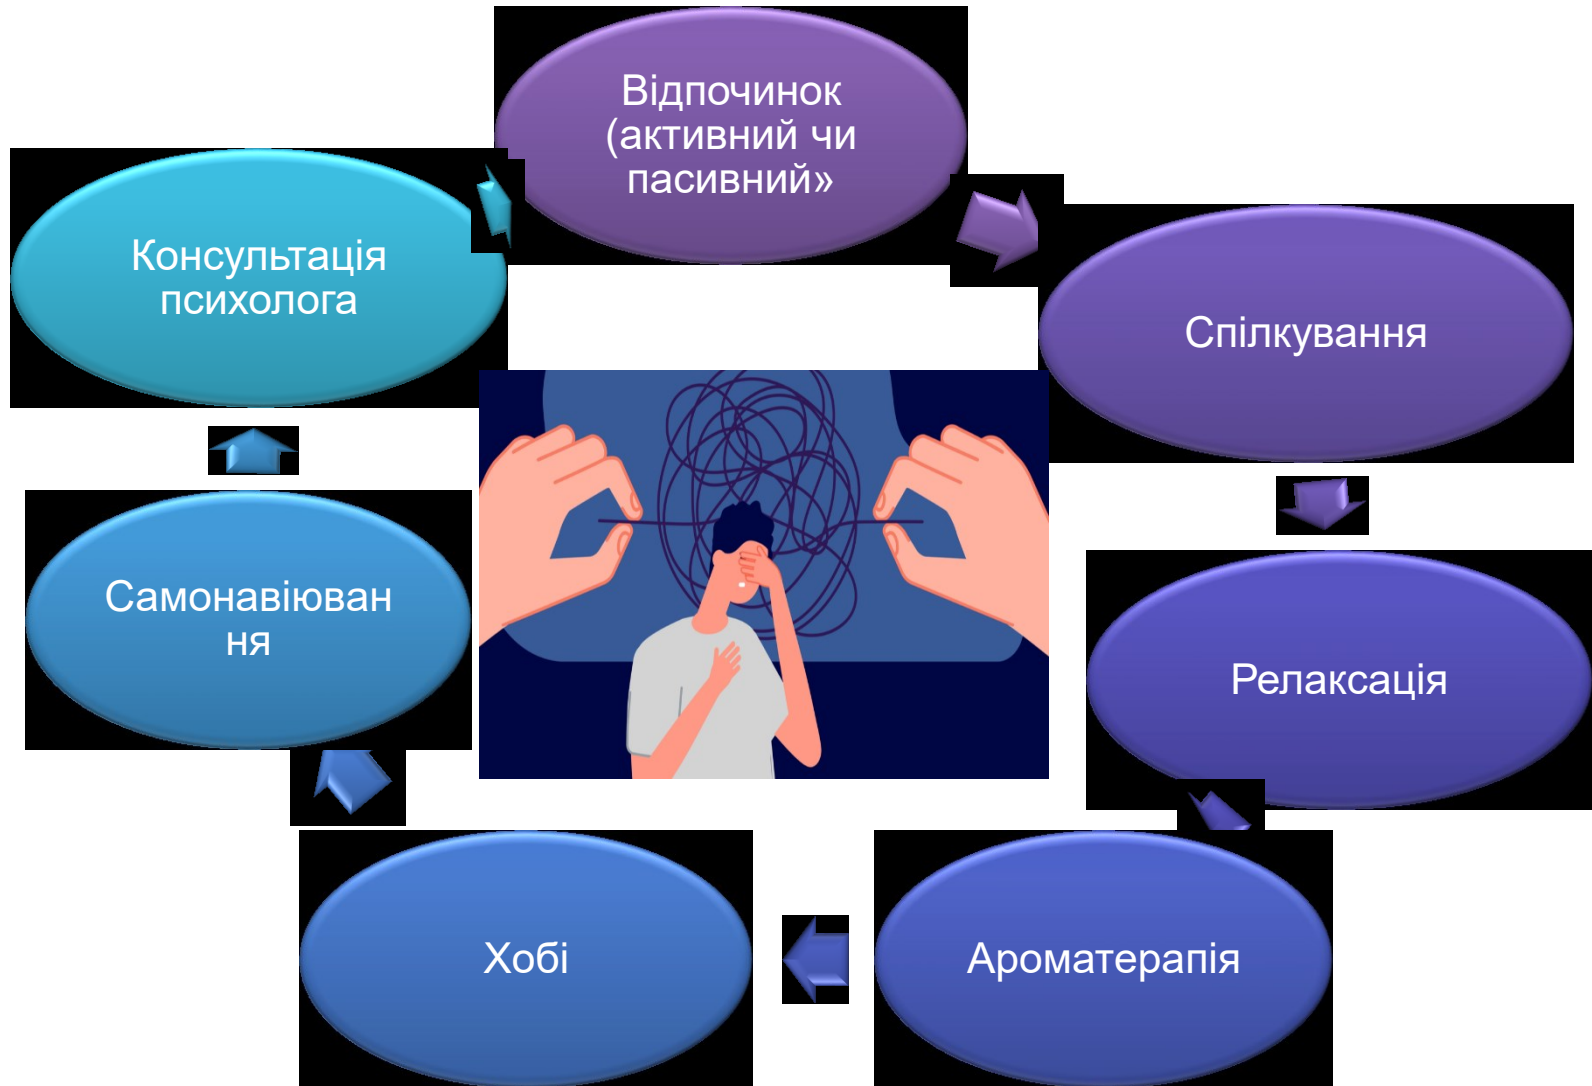 Відпочинок
(активний чи
пасивний»
Спілкування
Релаксація
Ароматерапія
Хобі
Самонавіюван
ня
Консультація
психолога